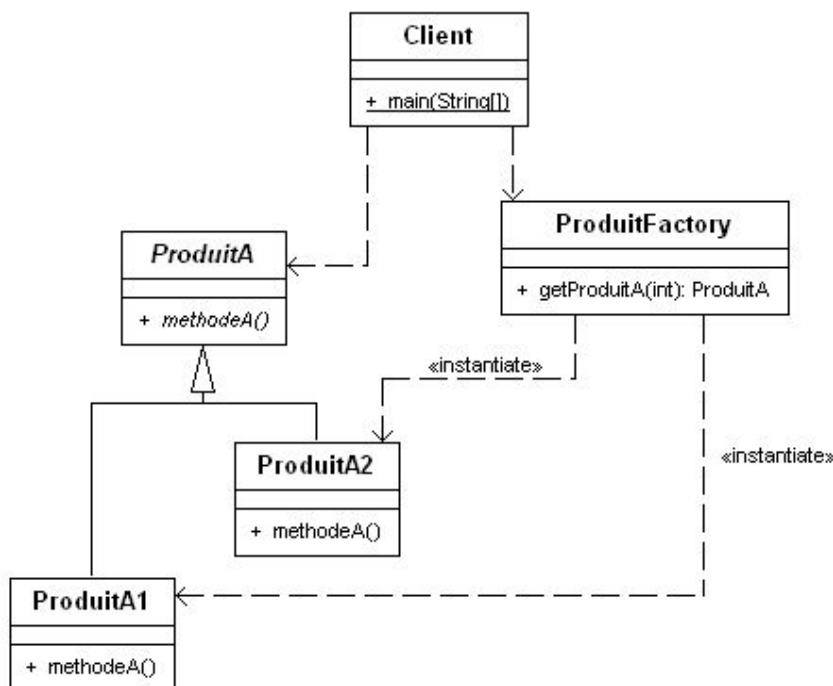 Client
+ main(String[])
ProduitA
+ methodeA()
ProduitFactory
+ getProduitA(int): ProduitA
«instantiate»
«instantiate»
ProduitA2
+ methodeA()
ProduitA1
+ methodeA()